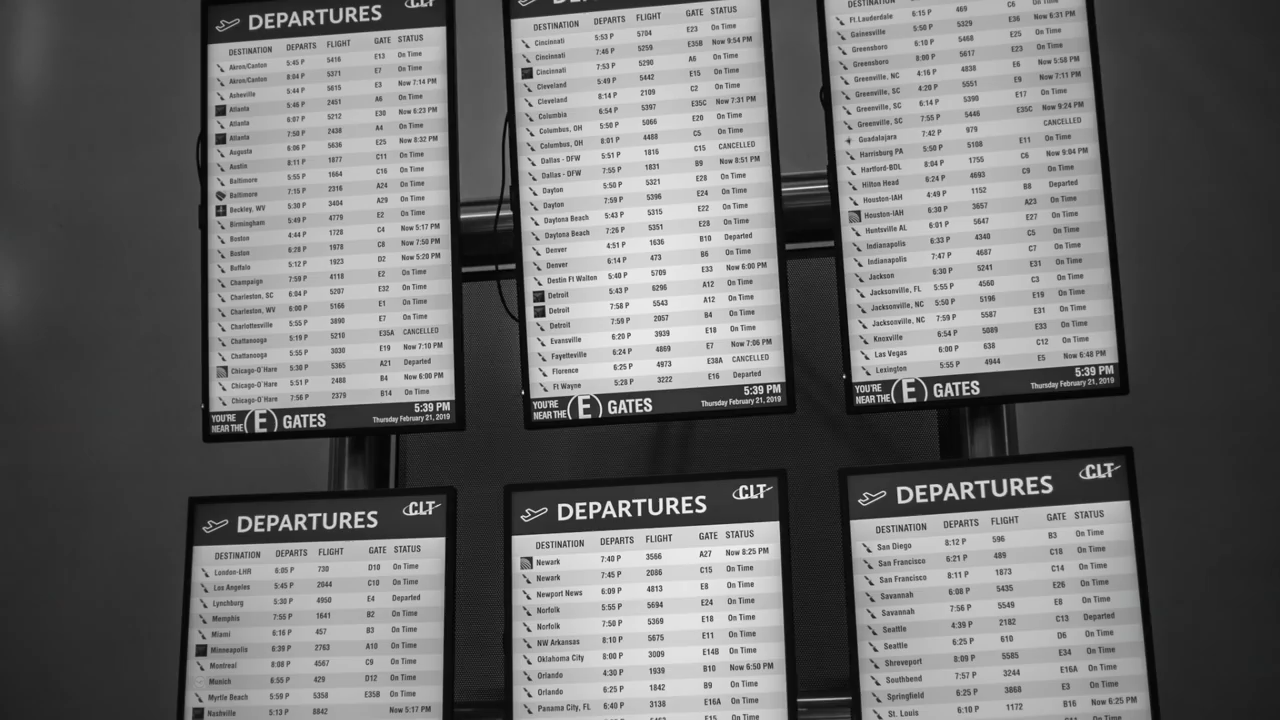 DEPARTURES CLT
DESTINATION DEPARTS FLIGHT GATE STATUS
Akron/Canton 5:45 P 5416 E13 On Time
Akron/Canton 8:04 P 5371 E7 On Time
Asheville 5:44 P 5615 E3 Now 7:14 PM
Atlanta 5:46 P 2451 A6 On Time
Atlanta 6:07 P 5212 E30 Now 6:23 PM
Atlanta 7:50 P 2438 A4 On Time
Augusta 6:06 P 5636 E25 Now 8:32 PM
Austin 8:11 P 1877 C11 On Time
Baltimore 5:55 P 1664 C16 On Time
Baltimore 7:15 P 2316 A24 On Time
Beckley, WV 5:30 P 3404 A29 On Time
Birmingham 5:49 P 4779 E2 On Time
Boston 4:44 P 1728 C4 Now 5:17 PM
Boston 6:28 P 1978 C8 Now 7:50 PM
Buffalo 5:12 P 1923 D2 Now 5:20 PM
Champaign 7:59 P 4118 E2 On Time
Charleston, SC 6:04 P 5207 E32 On Time
Charleston, WV 6:00 P 5166 E1 On Time
Charlottesville 5:55 P 3890 E7 On Time
Chattanooga 5:19 P 5210 E35A CANCELLED
Chattanooga 5:55 P 3030 E19 Now 7:10 PM
Chicago-O'Hare 5:30 P 5365 A21 Departed
Chicago-O'Hare 5:51 P 2488 B4 Now 6:00 PM
Chicago-O'Hare 7:56 P 2379 B14 On Time
YOU'RE NEAR THE (E) GATES 5:39 PM
Thursday February 21, 2019
DESTINATION DEPARTS FLIGHT GATE STATUS
Cincinnati 5:53 P 5704 E23 On Time
Cincinnati 7:46 P 5259 E35B Now 9:54 PM
Cincinnati 7:53 P 5290 A6 On Time
Cleveland 5:49 P 5442 E15 On Time
Cleveland 8:14 P 2109 C2 On Time
Columbia 6:54 P 5397 E35C Now 7:31 PM
Columbus, OH 5:50 P 5066 E20 On Time
Columbus, OH 8:01 P 4488 C5 On Time
Dallas - DFW 5:51 P 1816 C15 CANCELLED
Dallas - DFW 7:55 P 1831 B9 Now 8:51 PM
Dayton 5:50 P 5321 E28 On Time
Dayton 7:59 P 5396 E24 On Time
Daytona Beach 5:43 P 5315 E22 On Time
Daytona Beach 7:26 P 5351 E28 On Time
Denver 4:51 P 1636 B10 Departed
Denver 6:14 P 473 B6 On Time
Destin Ft Walton 5:40 P 5709 E33 Now 6:00 PM
Detroit 5:43 P 6296 A12 On Time
Detroit 7:58 P 5543 A12 On Time
Detroit 7:59 P 2057 B4 On Time
Evansville 6:20 P 3939 E18 On Time
Fayetteville 6:24 P 4869 E7 Now 7:06 PM
Florence 6:25 P 4973 E38A CANCELLED
Ft Wayne 5:28 P 3222 E16 Departed
YOU'RE NEAR THE (E) GATES 5:39 PM
Thursday February 21, 2019
Ft.Lauderdale 6:15 P 469 C6 On Time
Gainesville 5:50 P 5329 E36 Now 6:31 PM
Greensboro 6:10 P 5468 E25 On Time
Greensboro 8:00 P 5617 E23 On Time
Greenville, NC 4:16 P 4838 E6 Now 5:58 PM
Greenville, SC 4:20 P 5551 E9 Now 7:11 PM
Greenville, SC 6:14 P 5390 E17 On Time
Greenville, SC 7:55 P 5446 E35C Now 9:24 PM
Guadalajara 7:42 P 979 CANCELLED
Harrisburg PA 5:50 P 5108 E11 On Time
Hartford-BDL 8:04 P 1755 C6 Now 9:04 PM
Hilton Head 6:24 P 4693 C9 On Time
Houston-IAH 4:49 P 1152 B8 Departed
Houston-IAH 6:30 P 3657 A23 On Time
Huntsville AL 6:01 P 5647 E27 On Time
Indianapolis 6:33 P 4340 C5 On Time
Indianapolis 7:47 P 4687 C7 On Time
Jackson 6:30 P 5241 E31 On Time
Jacksonville, FL 5:55 P 4560 C3 On Time
Jacksonville, NC 5:50 P 5196 E19 On Time
Jacksonville, NC 7:59 P 5587 E31 On Time
Knoxville 6:54 P 5089 E33 On Time
Las Vegas 6:00 P 638 C12 On Time
Lexington 5:55 P 4944 E5 Now 6:48 PM
YOU'RE NEAR THE (E) GATES 5:39 PM
Thursday February 21, 2019
DEPARTURES CLT
DESTINATION DEPARTS FLIGHT GATE STATUS
London-LHR 6:05 P 730 D10 On Time
Los Angeles 5:45 P 2044 C10 On Time
Lynchburg 5:30 P 4950 E4 Departed
Memphis 7:55 P 1641 B2 On Time
Miami 6:16 P 457 B3 On Time
Minneapolis 6:39 P 2763 A10 On Time
Montreal 8:08 P 4567 C9 On Time
Munich 6:55 P 429 D12 On Time
Myrtle Beach 5:59 P 5358 E35B On Time
Nashville 5:13 P 8842 Now 5:17 PM
DEPARTURES CLT
DESTINATION DEPARTS FLIGHT GATE STATUS
Newark 7:40 P 3566 A27 Now 8:25 PM
Newark 7:45 P 2086 C15 On Time
Newport News 6:09 P 4813 E8 On Time
Norfolk 5:55 P 5694 E24 On Time
Norfolk 7:50 P 5369 E18 On Time
NW Arkansas 8:10 P 5675 E11 On Time
Oklahoma City 8:00 P 3009 E14B On Time
Orlando 4:30 P 1939 B10 Now 6:50 PM
Orlando 6:25 P 1842 B9 On Time
Panama City, FL 6:40 P 3138 E16A On Time
DEPARTURES CLT
DESTINATION DEPARTS FLIGHT GATE STATUS
San Diego 8:12 P 596 B3 On Time
San Francisco 6:21 P 489 C18 On Time
San Francisco 8:11 P 1873 C14 On Time
Savannah 6:08 P 5435 E26 On Time
Savannah 7:56 P 5549 E8 On Time
Seattle 4:39 P 2182 C13 Departed
Seattle 6:25 P 610 D6 On Time
Shreveport 8:09 P 5585 E34 On Time
Southbend 7:57 P 3244 E16A On Time
Springfield 6:25 P 3868 E3 On Time
St. Louis 6:10 P 1172 B16 Now 6:25 PM